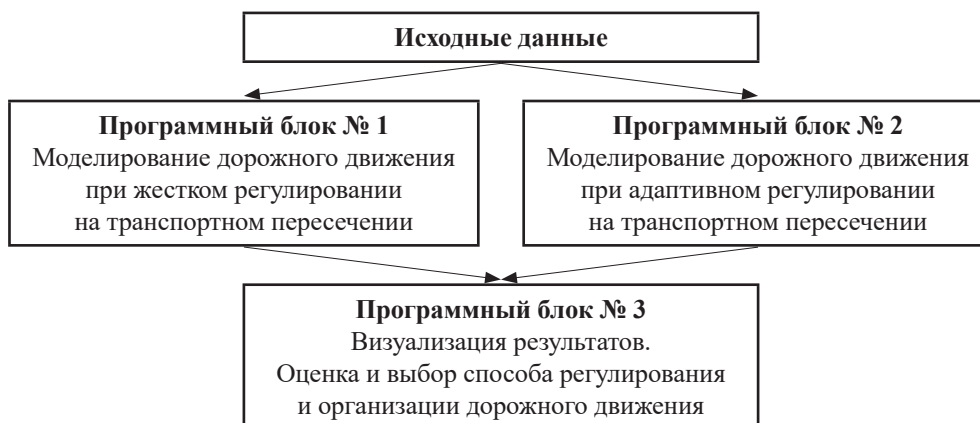 Исходные данные
Программный блок № 1
Моделирование дорожного движения
при жестком регулировании
на транспортном пересечении
Программный блок № 2
Моделирование дорожного движения
при адаптивном регулировании
на транспортном пересечении
Программный блок № 3
Визуализация результатов.
Оценка и выбор способа регулирования
и организации дорожного движения